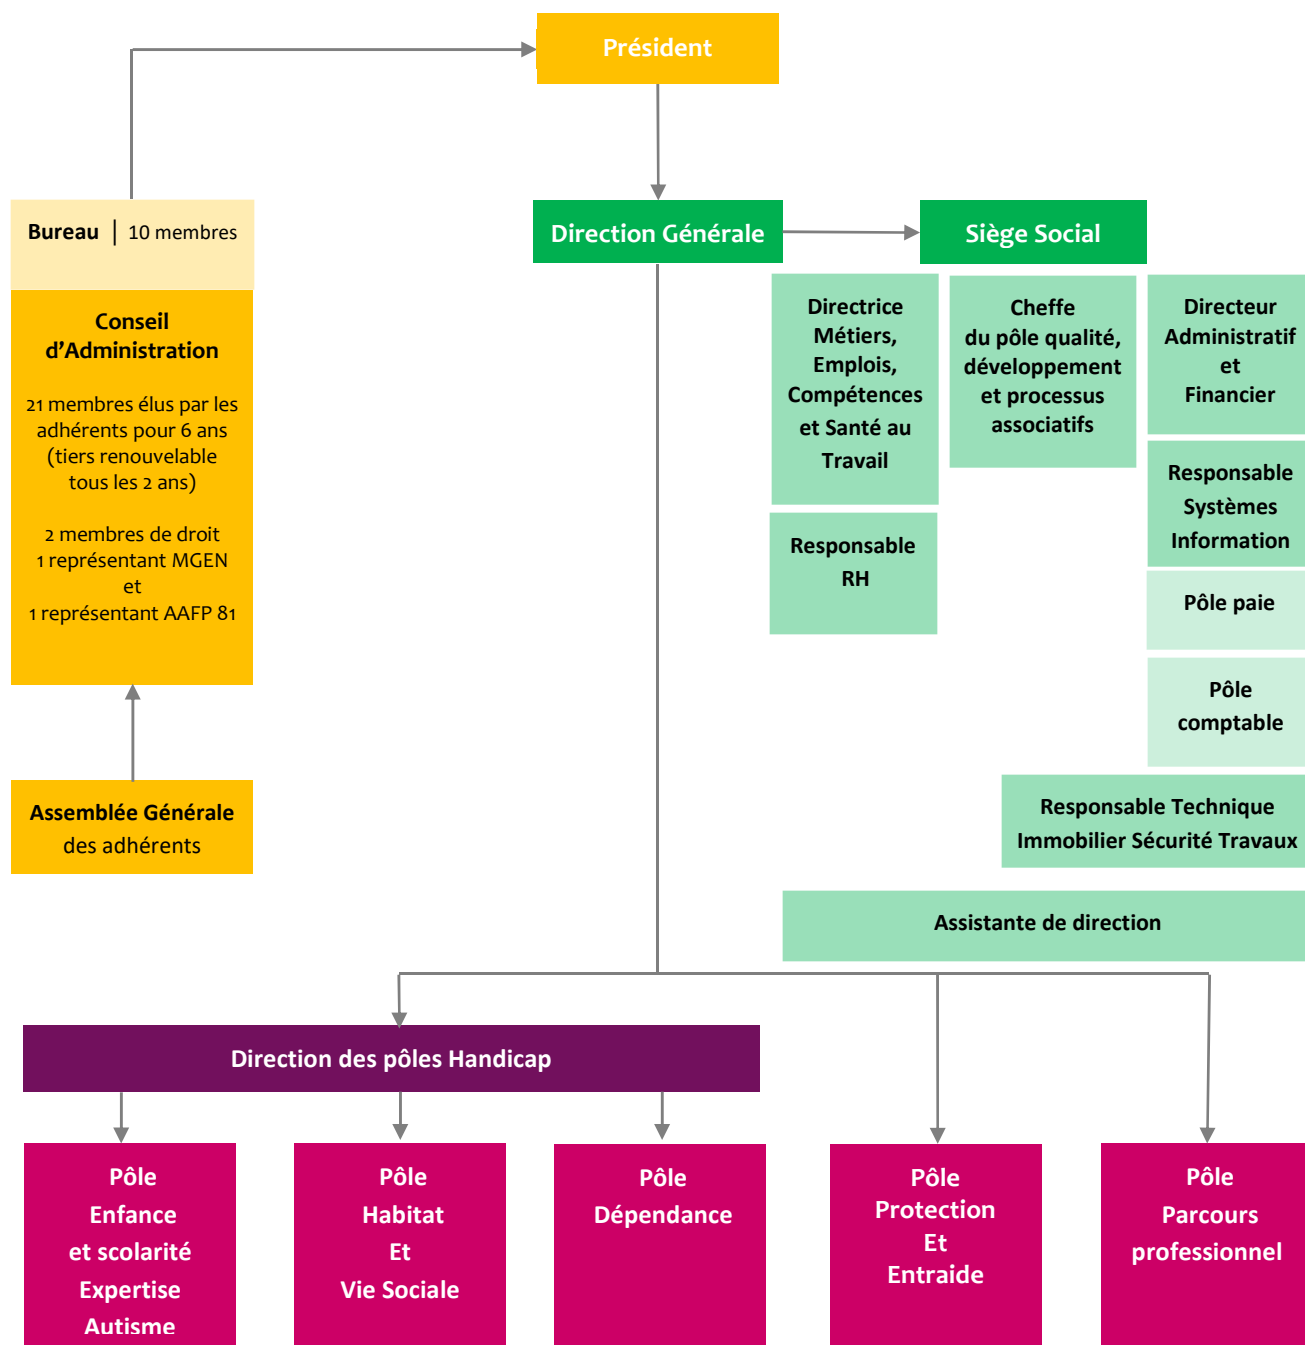 Président
Bureau | 10 membres
Conseil
d’Administration
21 membres élus par les
adhérents pour 6 ans
(tiers renouvelable
tous les 2 ans)
2 membres de droit
1 représentant MGEN
et
1 représentant AAFP 81
Assemblée Générale
des adhérents
Direction Générale
Siège Social
Directrice
Métiers,
Emplois,
Compétences
et Santé au
Travail
Responsable
RH
Cheffe
du pôle qualité,
développement
et processus
associatifs
Directeur
Administratif
et
Financier
Responsable
Systèmes
Information
Pôle paie
Pôle
comptable
Responsable Technique
Immobilier Sécurité Travaux
Assistante de direction
Direction des pôles Handicap
Pôle
Enfance
et scolarité
Expertise
Autisme
Pôle
Habitat
Et
Vie Sociale
Pôle
Dépendance
Pôle
Protection
Et
Entraide
Pôle
Parcours
professionnel